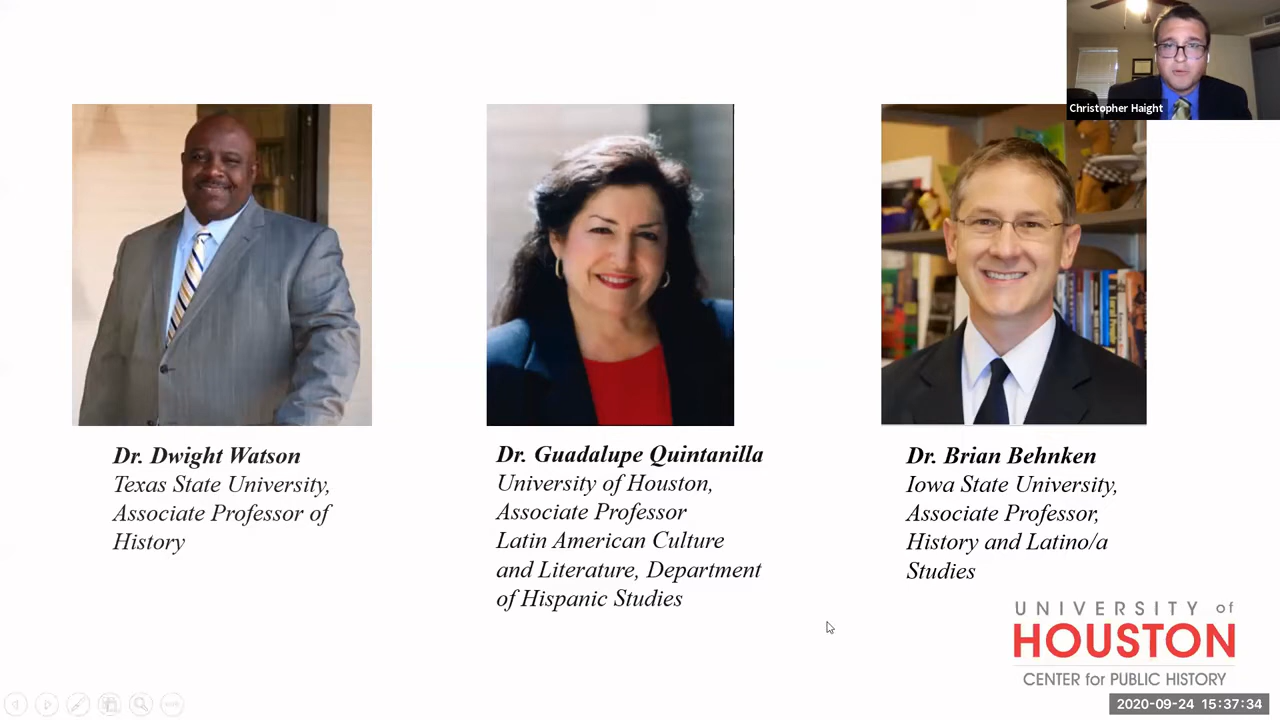 Christopher Haight
Dr. Dwight Watson
Texas State University,
Associate Professor of
History
Dr. Guadalupe Quintanilla
University of Houston,
Associate Professor
Latin American Culture
and Literature, Department
of Hispanic Studies
Dr. Brian Behnken
Iowa State University,
Associate Professor,
History and Latino/a
Studies
UNIVERSITY of
HOUSTON
CENTER for PUBLIC HISTORY
2020-09-24 15:37:34